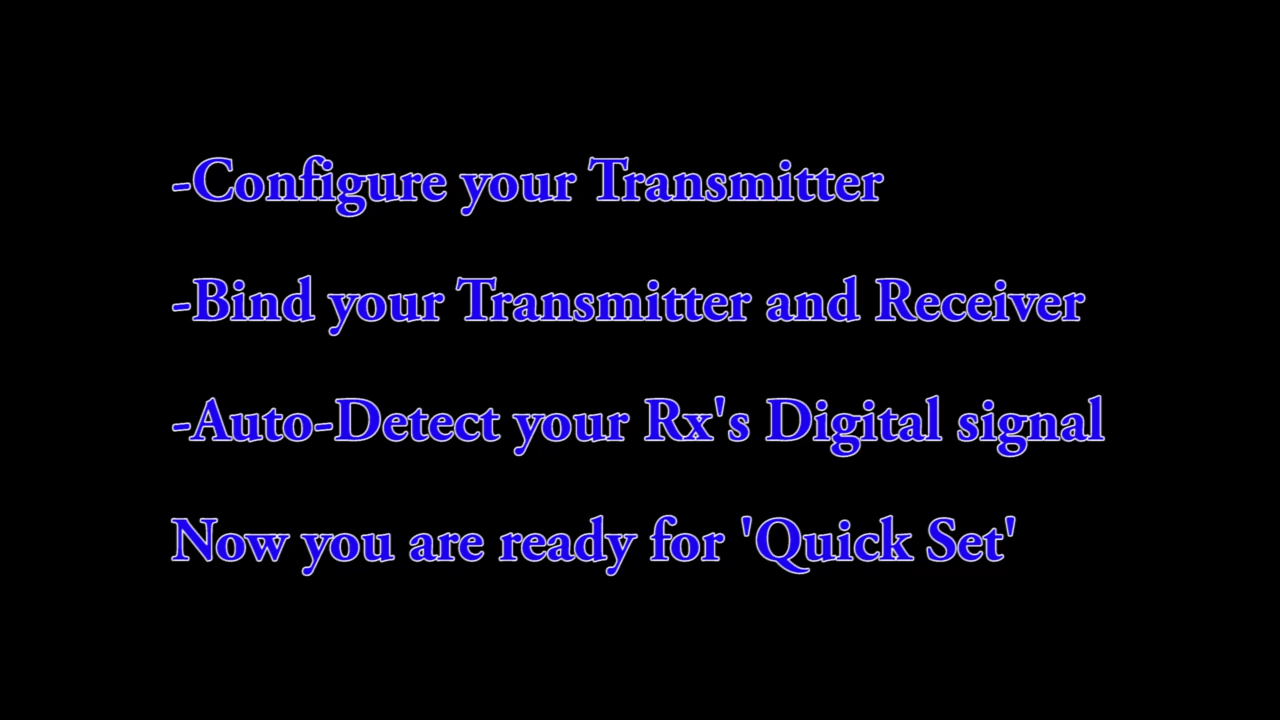 -Configure your Transmitter
-Bind your Transmitter and Receiver
-Auto-Detect your Rx's Digital signal
Now you are ready for 'Quick Set'